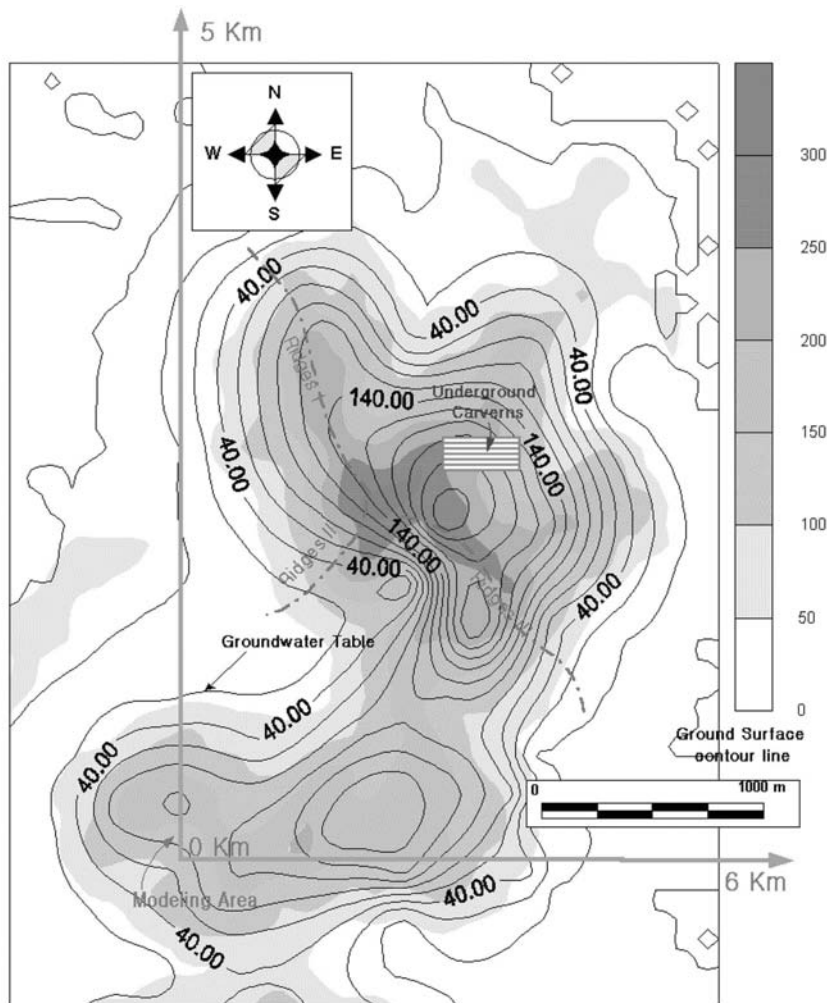 5 Km
N
W E
S
300
250
200
150
100
50
0
40.00
40.00
40.00
Ridges I
140.00
Underground
Carverns
40.00
140.00
140.00
Ridges III
40.00
Ridges II
40.00
Groundwater Table
40.00
40.00
Ground Surface
contour line
0 1000 m
0 Km
6 Km
Modeling Area
40.00
40.00